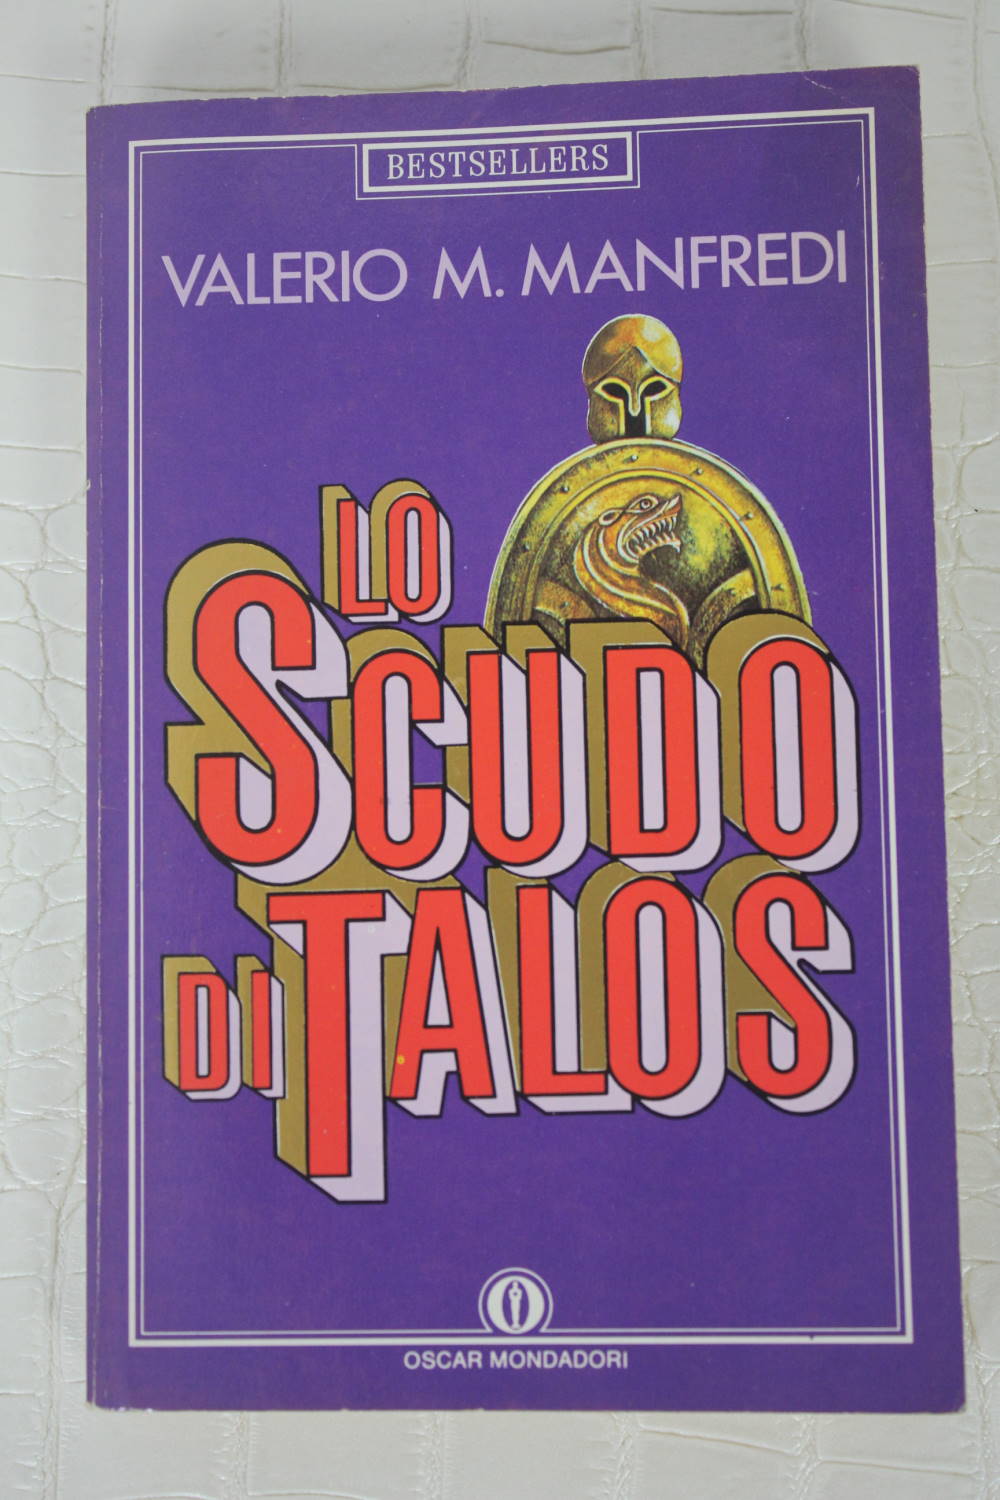 BESTSELLERS
VALERIO M. MANFREDI
LO
SCUDO
DI TALOS
OSCAR MONDADORI